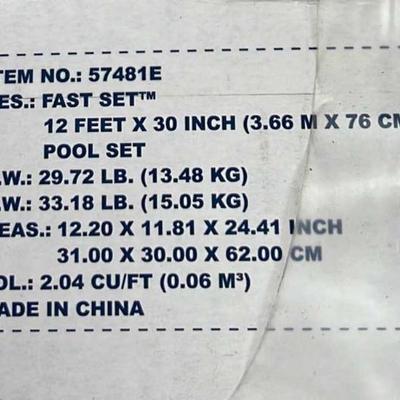 TEM NO.: 57481E
ES.: FAST SET™
12 FEET X 30 INCH (3.66 M X 76 CM
POOL SET
.W.: 29.72 LB. (13.48 KG)
.W.: 33.18 LB. (15.05 KG)
EAS.: 12.20 X 11.81 X 24.41 INCH
31.00 X 30.00 X 62.00 CM
OL.: 2.04 CU/FT (0.06 M³)
ADE IN CHINA